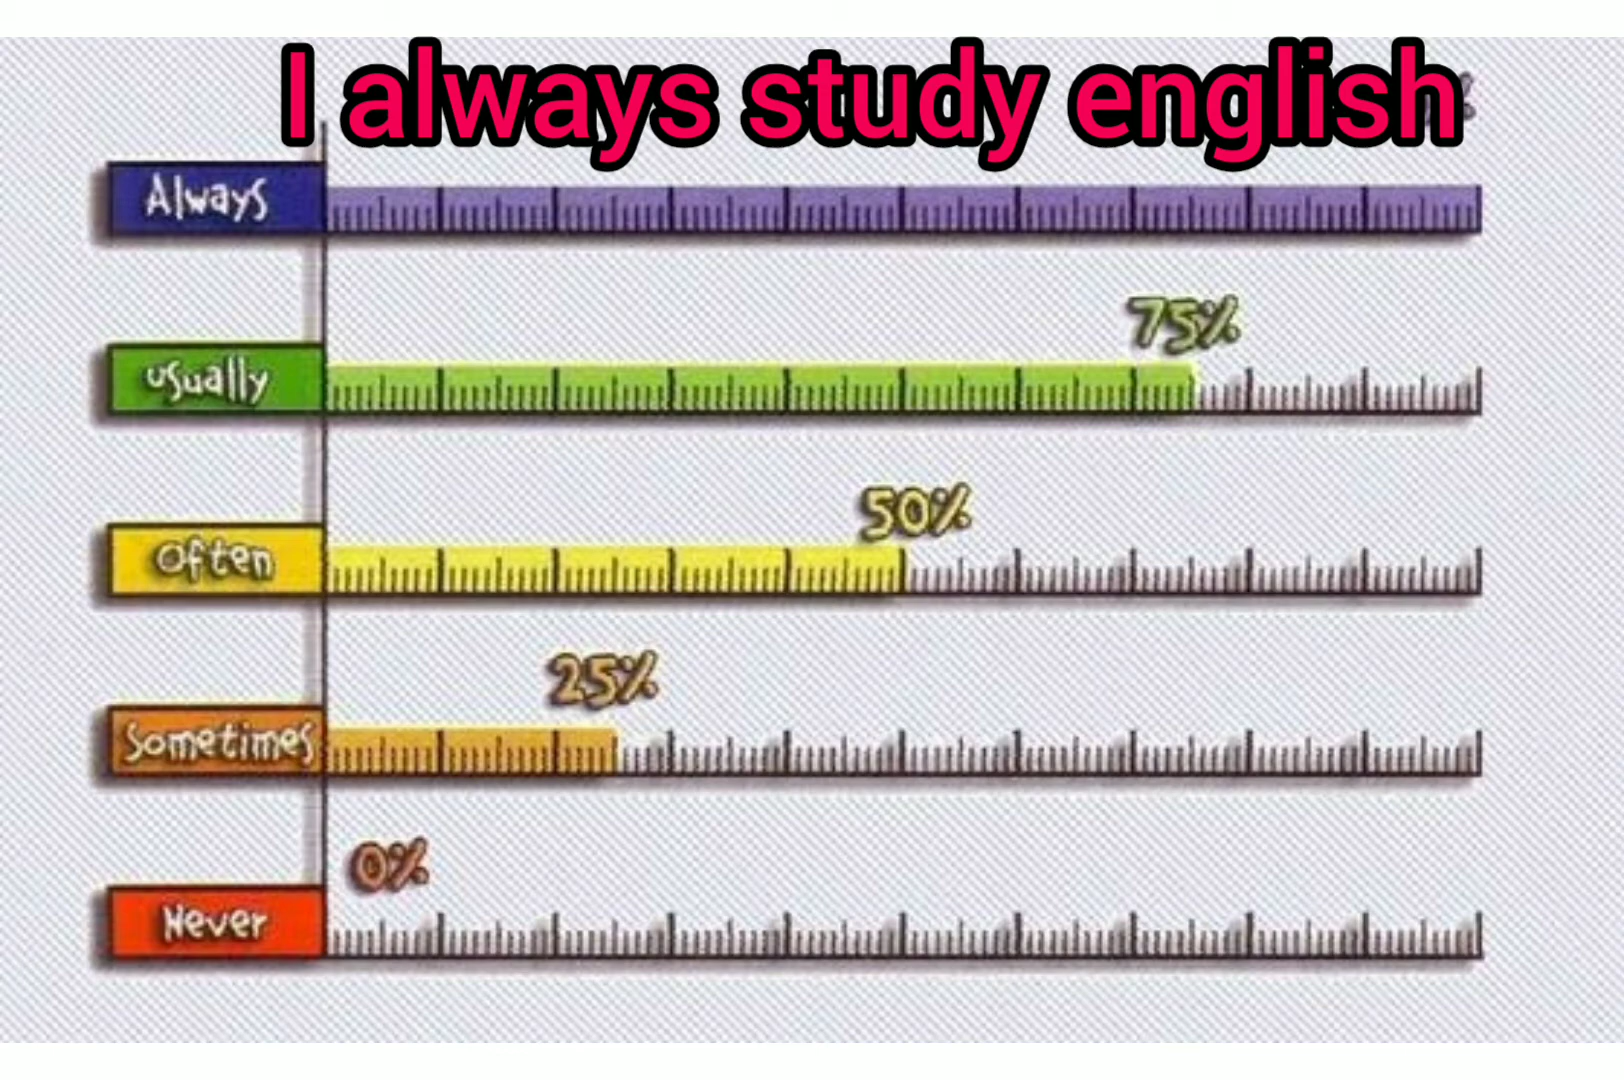 I always study english
Always
usually
75%
Often
50%
Sometimes
25%
Never
0%